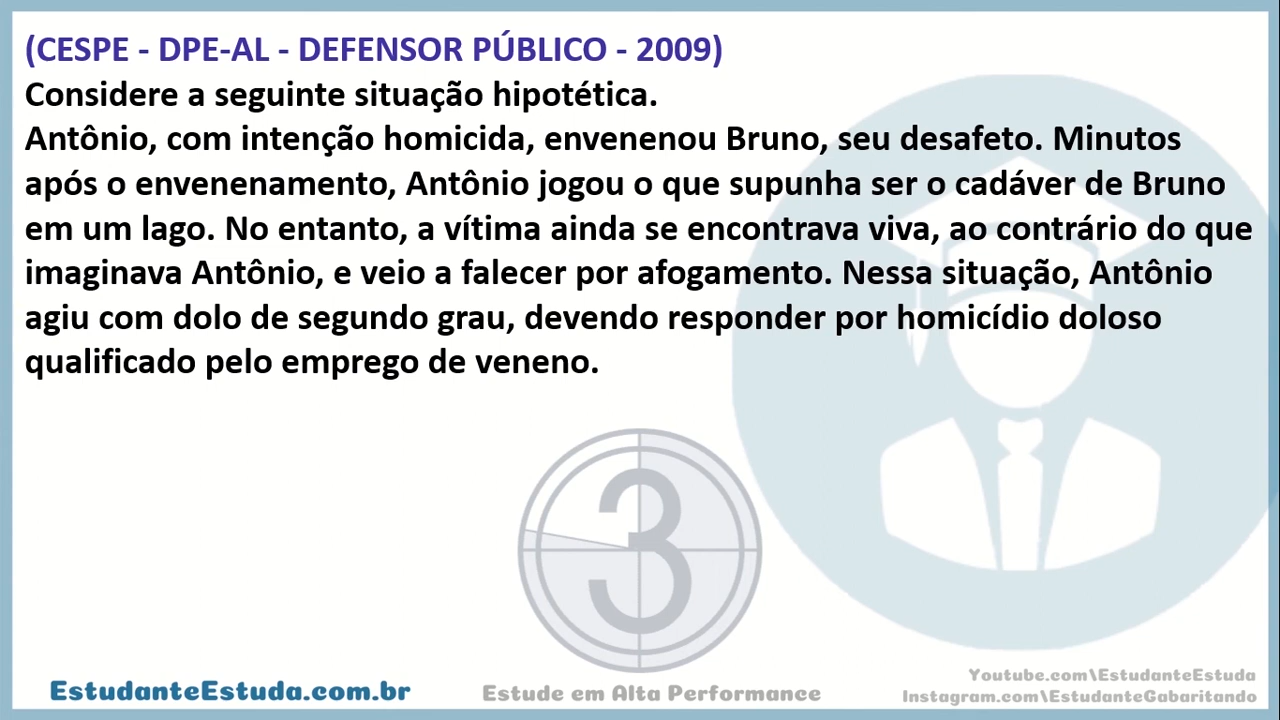 (CESPE - DPE-AL - DEFENSOR PÚBLICO - 2009)
Considere a seguinte situação hipotética.
Antônio, com intenção homicida, envenenou Bruno, seu desafeto. Minutos
após o envenenamento, Antônio jogou o que supunha ser o cadáver de Bruno
em um lago. No entanto, a vítima ainda se encontrava viva, ao contrário do que
imaginava Antônio, e veio a falecer por afogamento. Nessa situação, Antônio
agiu com dolo de segundo grau, devendo responder por homicídio doloso
qualificado pelo emprego de veneno.
3
EstudanteEstuda.com.br
Estude em Alta Performance
Youtube.com\EstudanteEstuda
Instagram.com\EstudanteGabaritando